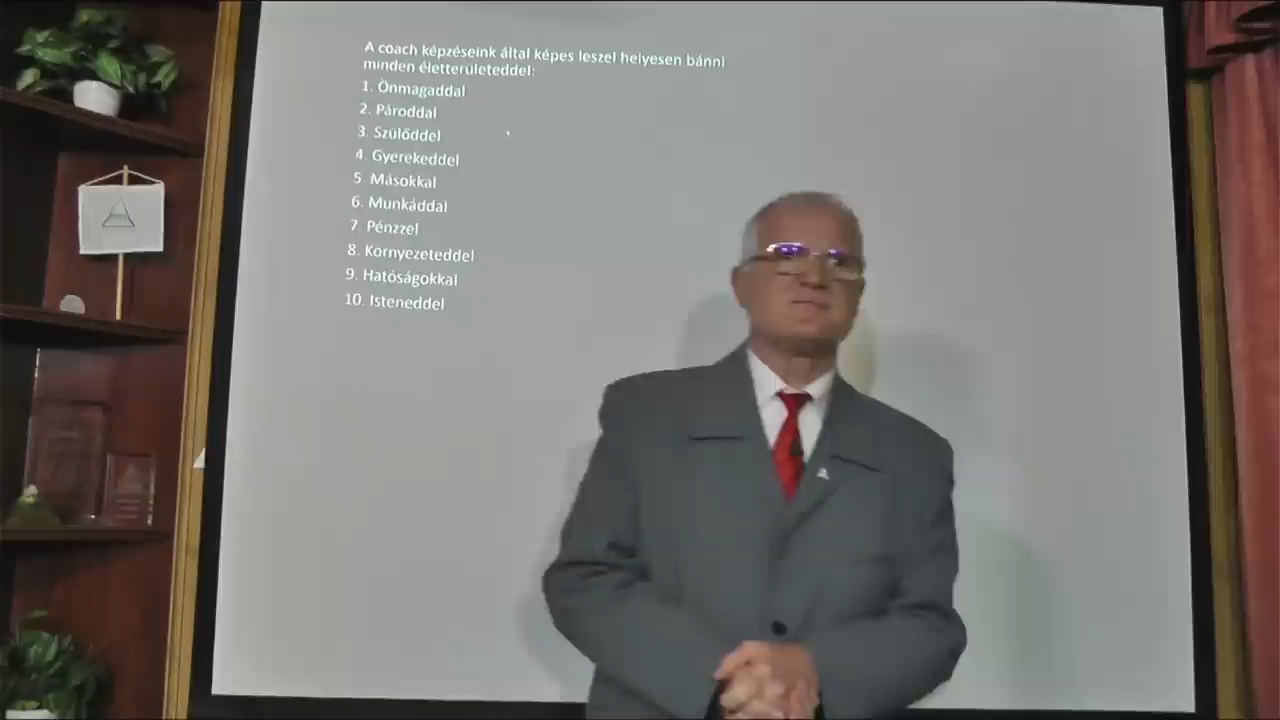 A coach képzéseink által képes leszel helyesen bánni
minden életterületeddel:
1. Önmagaddal
2. Pároddal
3. Szülőddel
4. Gyerekeddel
5. Másokkal
6. Munkáddal
7. Pénzzel
8. Kornyezeteddel
9. Hatóságokkal
10. Isteneddel